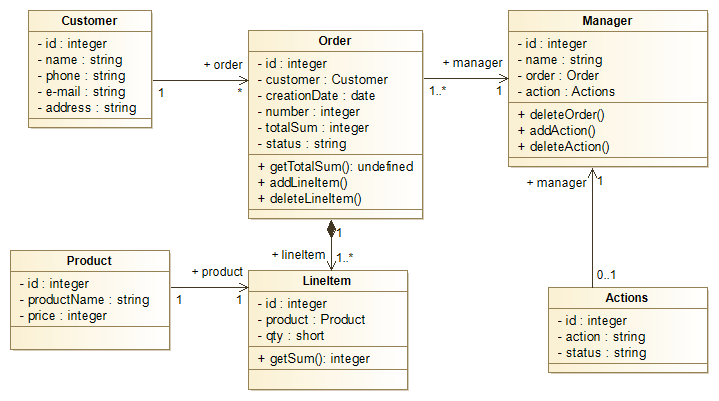 Customer
- id : integer
- name : string
- phone : string
- e-mail : string
- address : string
+ order
1
*
Order
- id : integer
- customer : Customer
- creationDate : date
- number : integer
- totalSum : integer
- status : string
+ getTotalSum(): undefined
+ addLineItem()
+ deleteLineItem()
+ manager
1..*
1
Manager
- id : integer
- name : string
- order : Order
- action : Actions
+ deleteOrder()
+ addAction()
+ deleteAction()
+ manager
1
0..1
1
+ lineItem
1..*
Product
- id : integer
- productName : string
- price : integer
+ product
1
1
LineItem
- id : integer
- product : Product
- qty : short
+ getSum(): integer
Actions
- id : integer
- action : string
- status : string